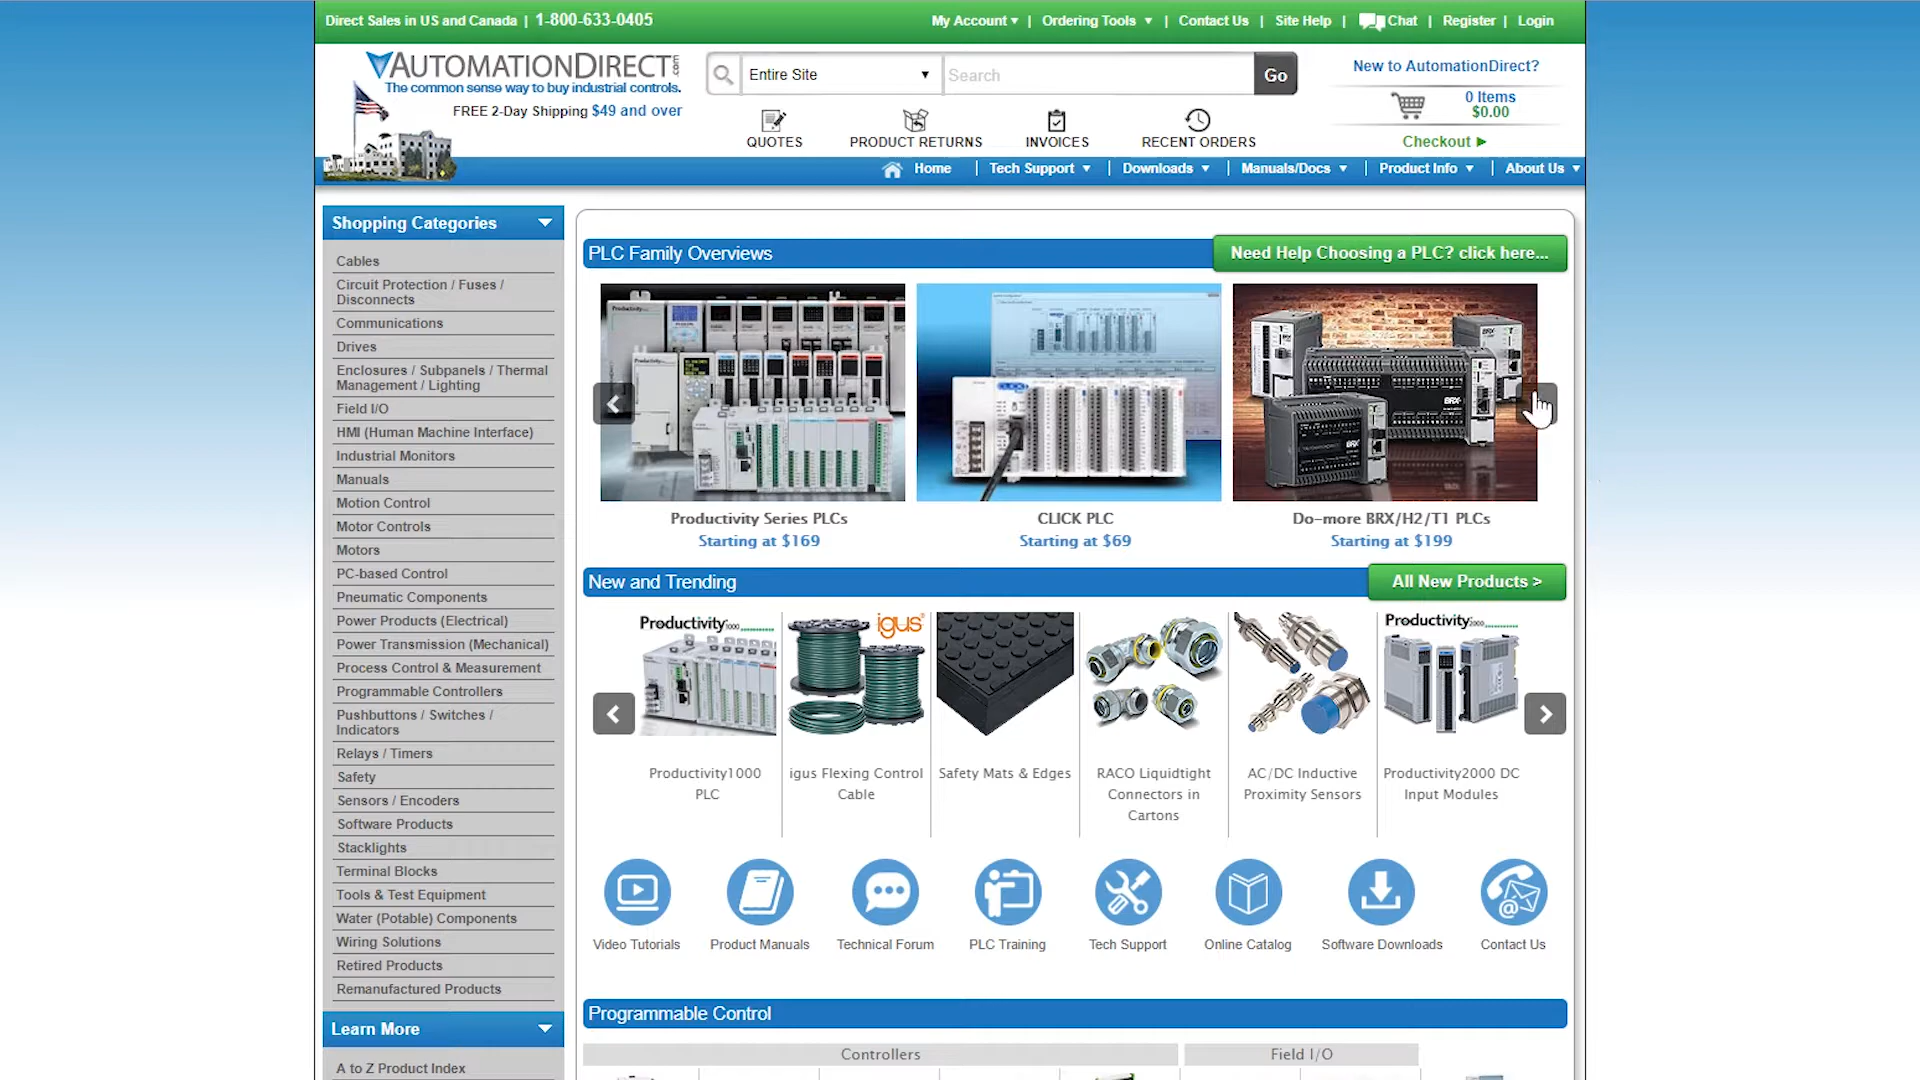 Direct Sales in US and Canada | 1-800-633-0405
My Account ▾ | Ordering Tools ▾ | Contact Us | Site Help | Chat | Register | Login
AUTOMATIONDIRECT.com
The common sense way to buy industrial controls.
FREE 2-Day Shipping $49 and over
Entire Site
Search
Go
New to AutomationDirect?
0 Items
$0.00
Checkout ▶
QUOTES
PRODUCT RETURNS
INVOICES
RECENT ORDERS
Home | Tech Support ▾ | Downloads ▾ | Manuals/Docs ▾ | Product Info ▾ | About Us ▾
Shopping Categories
Cables
Circuit Protection / Fuses /
Disconnects
Communications
Drives
Enclosures / Subpanels / Thermal
Management / Lighting
Field I/O
HMI (Human Machine Interface)
Industrial Monitors
Manuals
Motion Control
Motor Controls
Motors
PC-based Control
Pneumatic Components
Power Products (Electrical)
Power Transmission (Mechanical)
Process Control & Measurement
Programmable Controllers
Pushbuttons / Switches /
Indicators
Relays / Timers
Safety
Sensors / Encoders
Software Products
Stacklights
Terminal Blocks
Tools & Test Equipment
Water (Potable) Components
Wiring Solutions
Retired Products
Remanufactured Products
Learn More
A to Z Product Index
PLC Family Overviews
Need Help Choosing a PLC? click here...
Productivity
Productivity
CLICK
BRX
BRX
BRX
Productivity Series PLCs
Starting at $169
CLICK PLC
Starting at $69
Do-more BRX/H2/T1 PLCs
Starting at $199
New and Trending
All New Products >
Productivity1000
igus
Productivity2000
Productivity1000
PLC
igus Flexing Control
Cable
Safety Mats & Edges
RACO Liquidtight
Connectors in
Cartons
AC/DC Inductive
Proximity Sensors
Productivity2000 DC
Input Modules
Video Tutorials
Product Manuals
Technical Forum
PLC Training
Tech Support
Online Catalog
Software Downloads
Contact Us
Programmable Control
Controllers
Field I/O